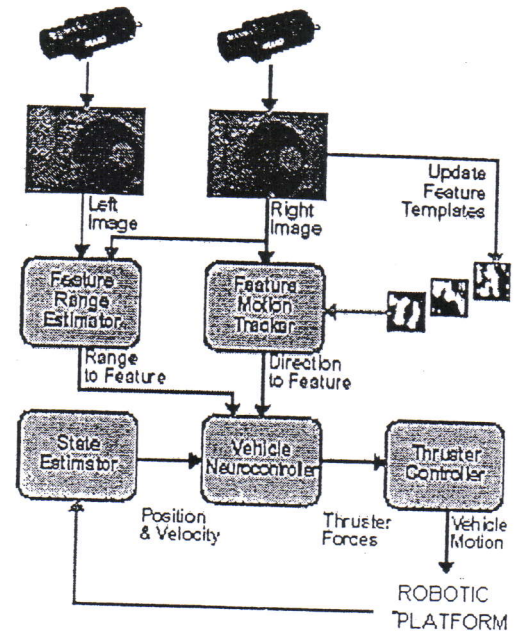 Left
Image
Right
Image
Update
Feature
Templates
Feature
Range
Estimator
Feature
Motion
Tracker
Range
to Feature
Direction
to Feature
State
Estimator
Vehicle
Neurocontroller
Thruster
Controller
Position
& Velocity
Thruster
Forces
Vehicle
Motion
ROBOTIC
PLATFORM